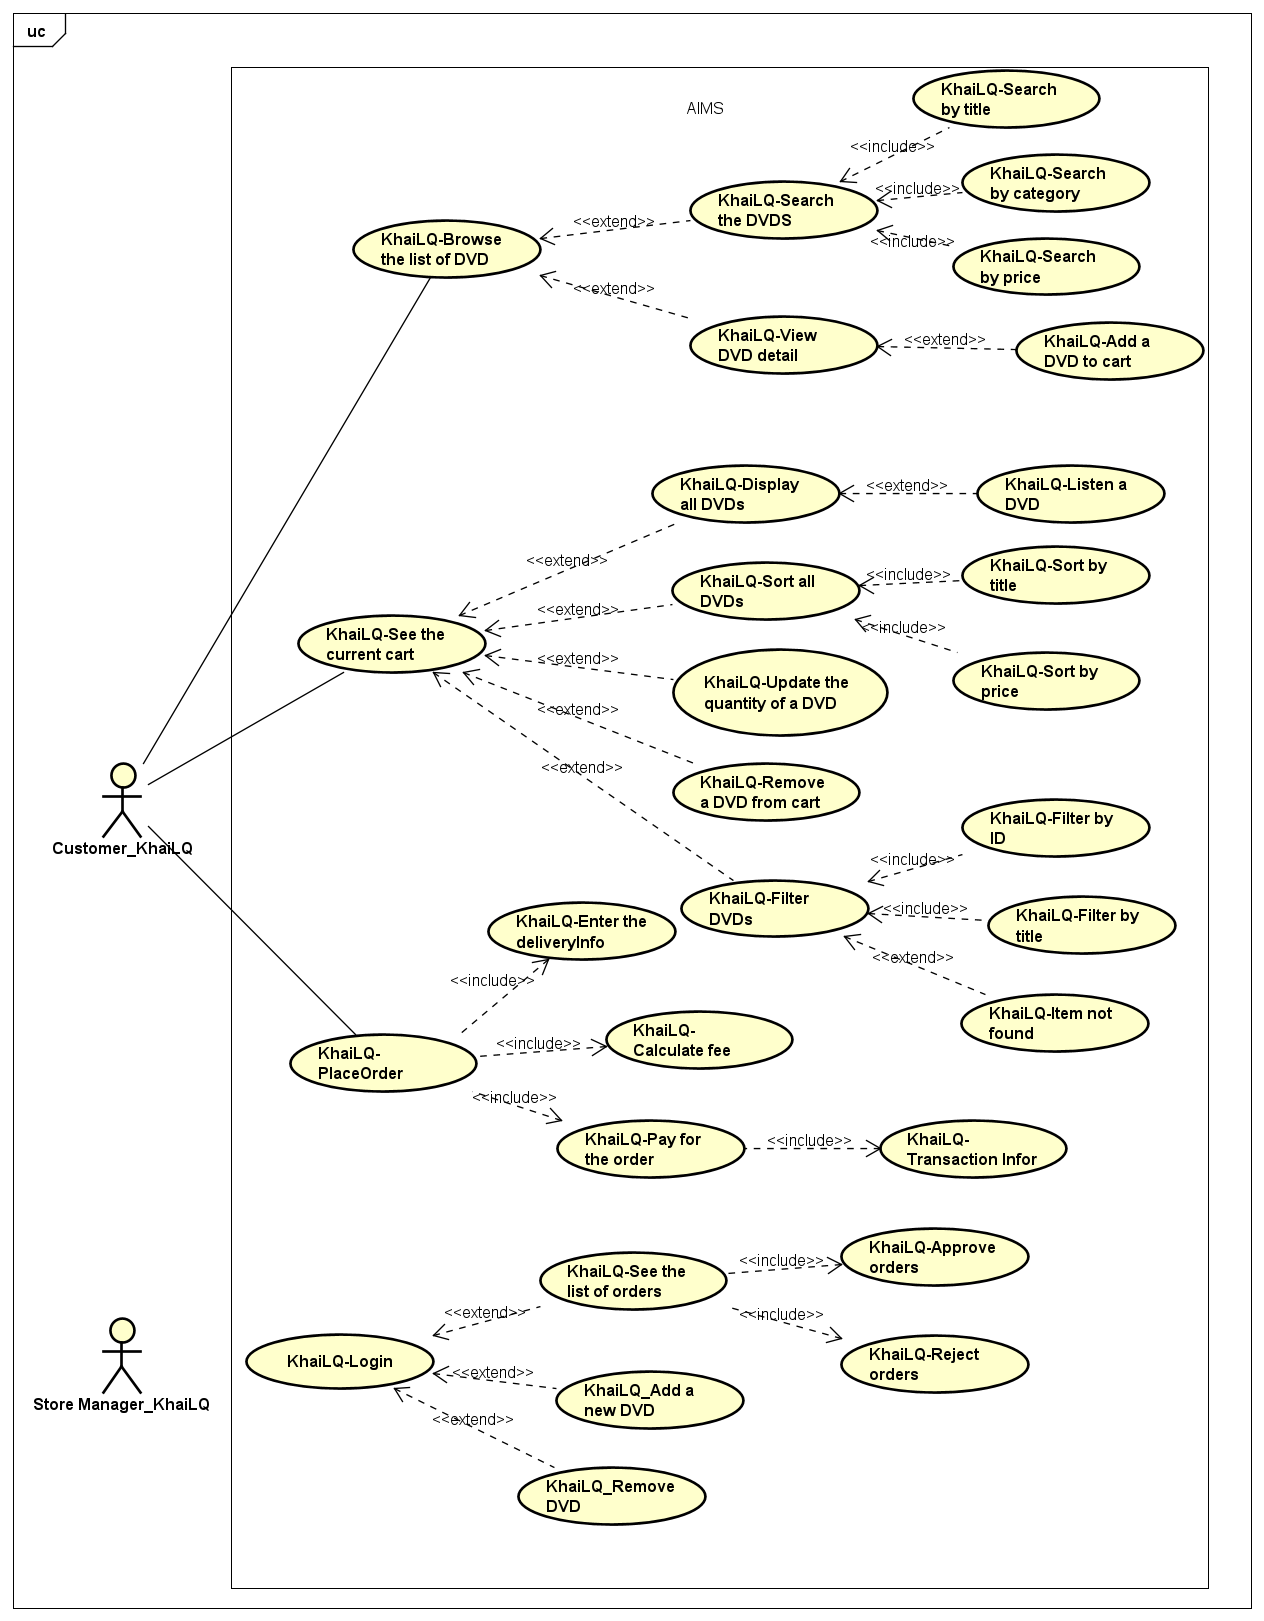 uc
AIMS
KhaiLQ-Search
by title
<<include>>
KhaiLQ-Search
by category
<<include>>
KhaiLQ-Search
the DVDS
<<extend>>
KhaiLQ-Browse
the list of DVD
<<include>>
KhaiLQ-Search
by price
<<extend>>
KhaiLQ-View
DVD detail
<<extend>>
KhaiLQ-Add a
DVD to cart
KhaiLQ-Display
all DVDs
<<extend>>
KhaiLQ-Listen a
DVD
<<extend>>
KhaiLQ-Sort all
DVDs
<<include>>
KhaiLQ-Sort by
title
<<extend>>
<<include>>
KhaiLQ-See the
current cart
<<extend>>
KhaiLQ-Sort by
price
KhaiLQ-Update the
quantity of a DVD
<<extend>>
<<extend>>
KhaiLQ-Remove
a DVD from cart
Customer_KhaiLQ
KhaiLQ-Filter by
ID
<<include>>
KhaiLQ-Filter
DVDs
<<include>>
KhaiLQ-Filter by
title
KhaiLQ-Enter the
deliveryInfo
<<extend>>
<<include>>
KhaiLQ-Item not
found
KhaiLQ-
Calculate fee
<<include>>
KhaiLQ-
PlaceOrder
<<include>>
KhaiLQ-Pay for
the order
<<include>>
KhaiLQ-
Transaction Infor
KhaiLQ-Approve
orders
<<include>>
KhaiLQ-See the
list of orders
<<extend>>
<<include>>
KhaiLQ-Reject
orders
KhaiLQ-Login
<<extend>>
KhaiLQ_Add a
new DVD
Store Manager_KhaiLQ
<<extend>>
KhaiLQ_Remove
DVD